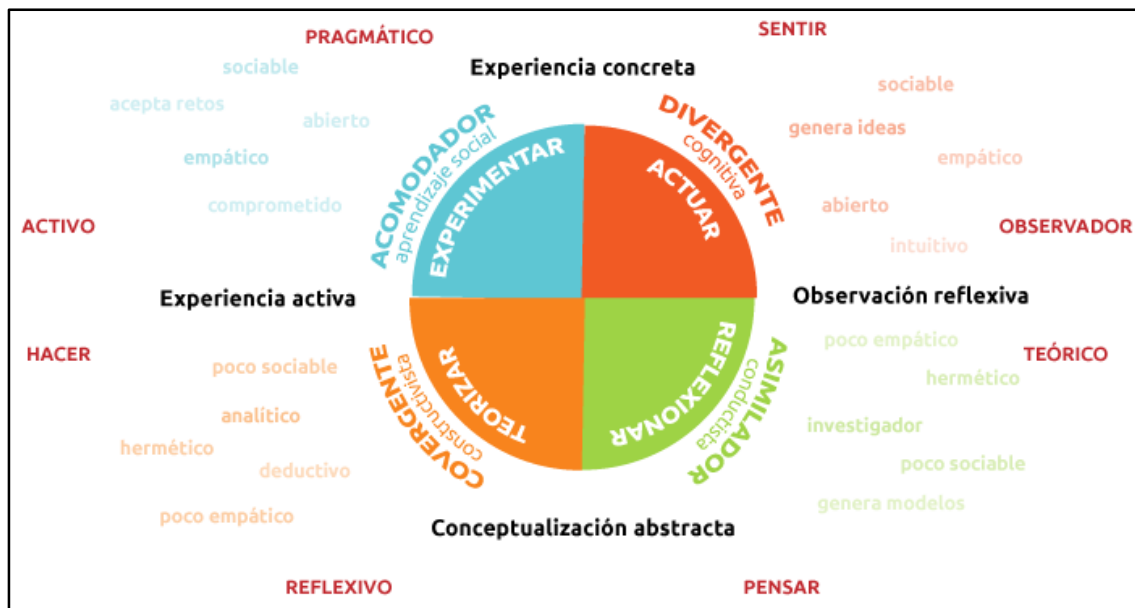 PRAGMÁTICO
SENTIR
sociable
Experiencia concreta
sociable
acepta retos
abierto
genera ideas
empático
empático
comprometido
abierto
intuitivo
ACOMODADOR
aprendizaje social
EXPERIMENTAR
DIVERGENTE
cognitiva
ACTUAR
ACTIVO
OBSERVADOR
Experiencia activa
Observación reflexiva
HACER
TEÓRICO
poco sociable
analítico
hermético
deductivo
poco empático
COVERGENTE
constructivista
TEORIZAR
REFLEXIONAR
ASIMILADOR
conductista
poco empático
hermético
investigador
poco sociable
genera modelos
Conceptualización abstracta
REFLEXIVO
PENSAR